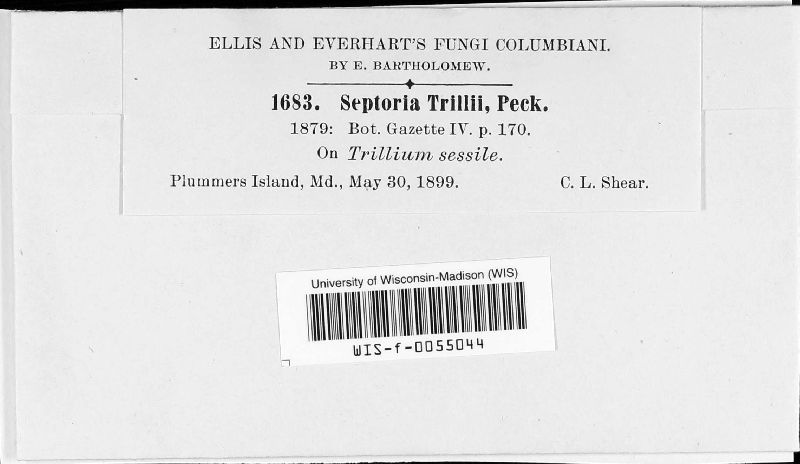 ELLIS AND EVERHART'S FUNGI COLUMBIANI.
BY E. BARTHOLOMEW.
1683. Septoria Trillii, Peck.
1879: Bot. Gazette IV. p. 170.
On Trillium sessile.
Plummers Island, Md., May 30, 1899. C. L. Shear.
University of Wisconsin-Madison (WIS)
WIS-f-0055044